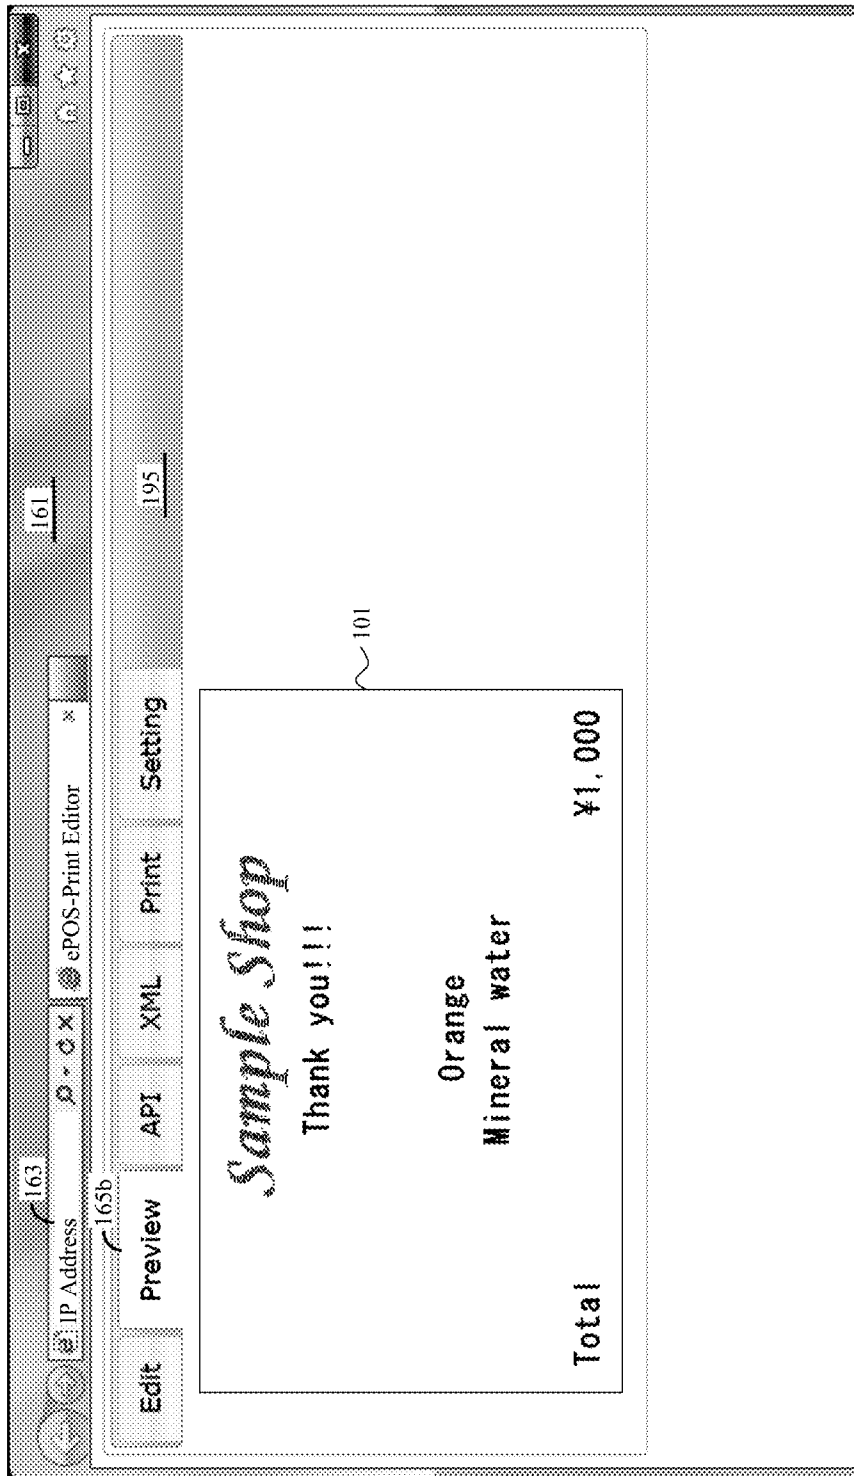 161
163
IP Address
ePOS-Print Editor
165b
Edit Preview API XML Print Setting
195
101
Sample Shop
Thank you!!!
Orange
Mineral water
Total ¥1,000